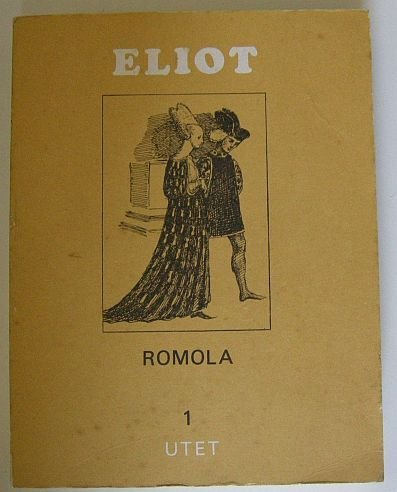 ELIOT
ROMOLA
1
UTET